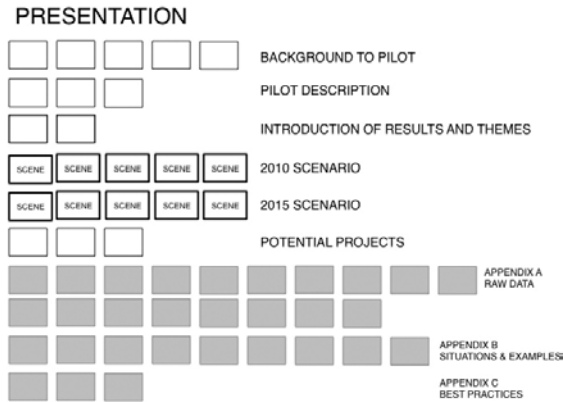 PRESENTATION
BACKGROUND TO PILOT
PILOT DESCRIPTION
INTRODUCTION OF RESULTS AND THEMES
SCENE SCENE SCENE SCENE SCENE 2010 SCENARIO
SCENE SCENE SCENE SCENE SCENE 2015 SCENARIO
POTENTIAL PROJECTS
APPENDIX A
RAW DATA
APPENDIX B
SITUATIONS & EXAMPLES
APPENDIX C
BEST PRACTICES